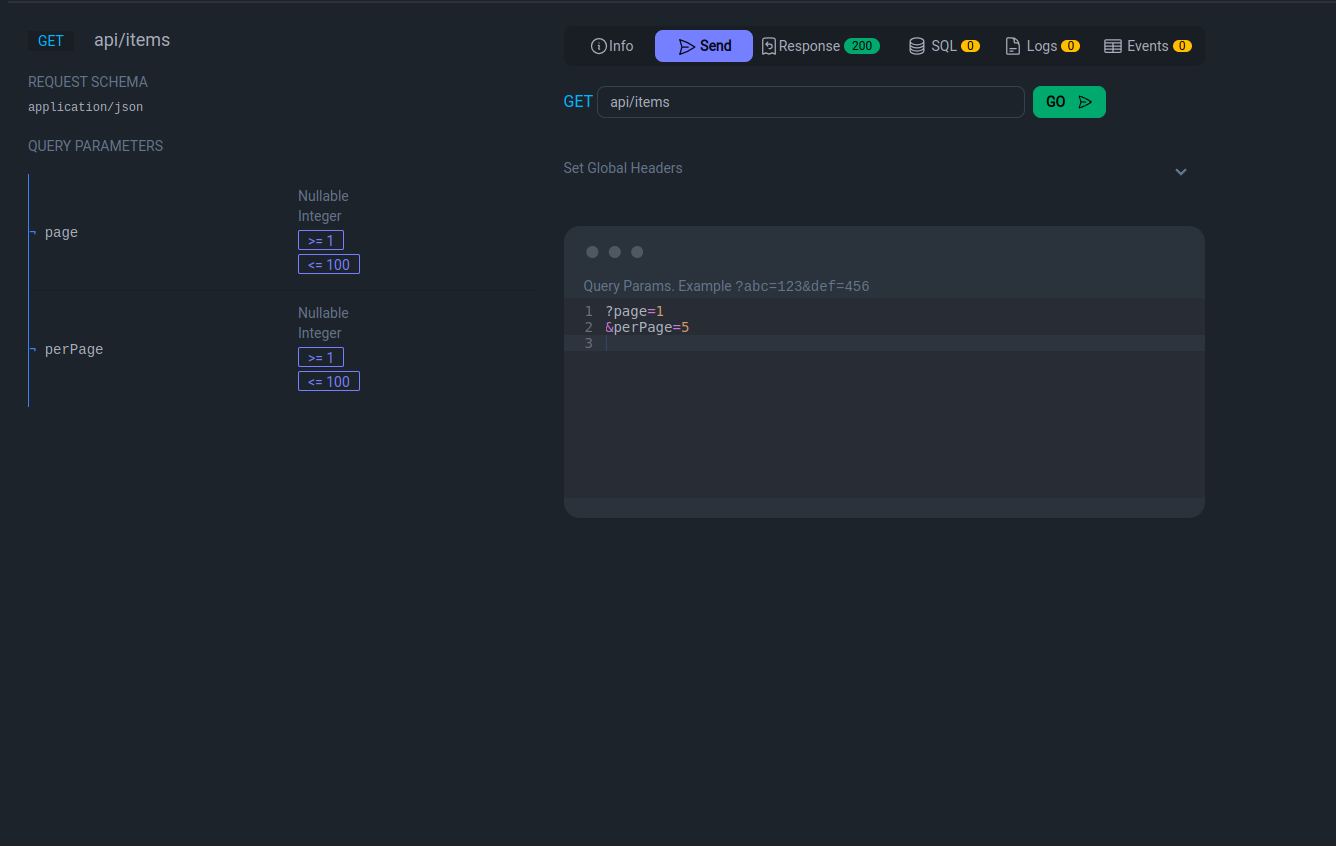 GET api/items
REQUEST SCHEMA
application/json
QUERY PARAMETERS
page
Nullable
Integer
>= 1
<= 100
perPage
Nullable
Integer
>= 1
<= 100
Info Send Response 200 SQL 0 Logs 0 Events 0
GET api/items GO
Set Global Headers
Query Params. Example ?abc=123&def=456
1 ?page=1
2 &perPage=5
3